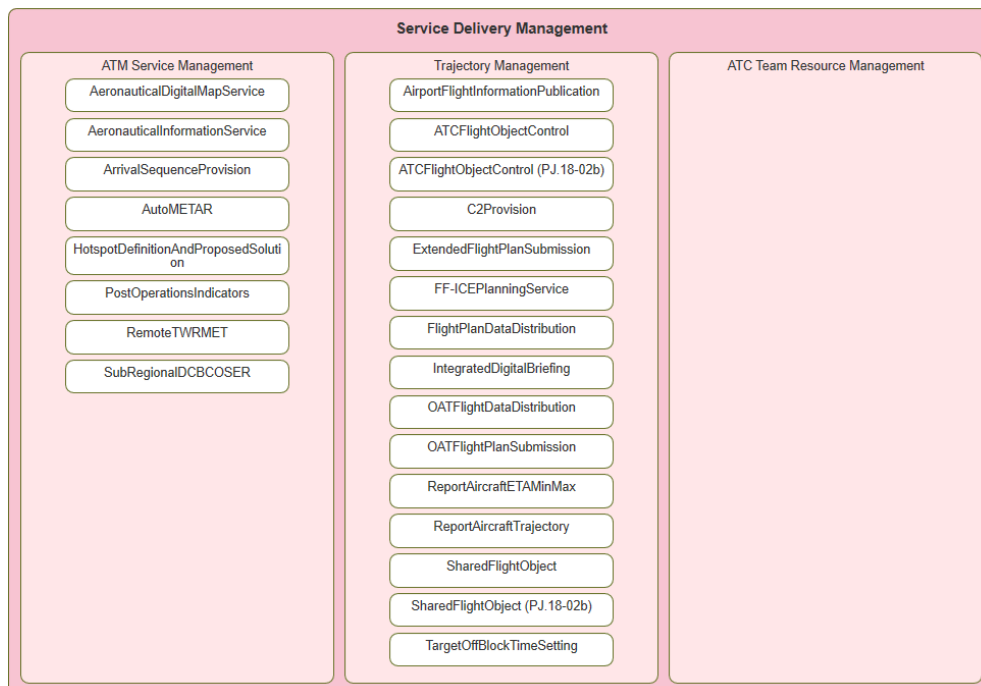 Service Delivery Management
ATM Service Management
AeronauticalDigitalMapService
AeronauticalInformationService
ArrivalSequenceProvision
AutoMETAR
HotspotDefinitionAndProposedSoluti
on
PostOperationsIndicators
RemoteTWRMET
SubRegionalDCBCOSER
Trajectory Management
AirportFlightInformationPublication
ATCFlightObjectControl
ATCFlightObjectControl (PJ.18-02b)
C2Provision
ExtendedFlightPlanSubmission
FF-ICEPlanningService
FlightPlanDataDistribution
IntegratedDigitalBriefing
OATFlightDataDistribution
OATFlightPlanSubmission
ReportAircraftETAMinMax
ReportAircraftTrajectory
SharedFlightObject
SharedFlightObject (PJ.18-02b)
TargetOffBlockTimeSetting
ATC Team Resource Management